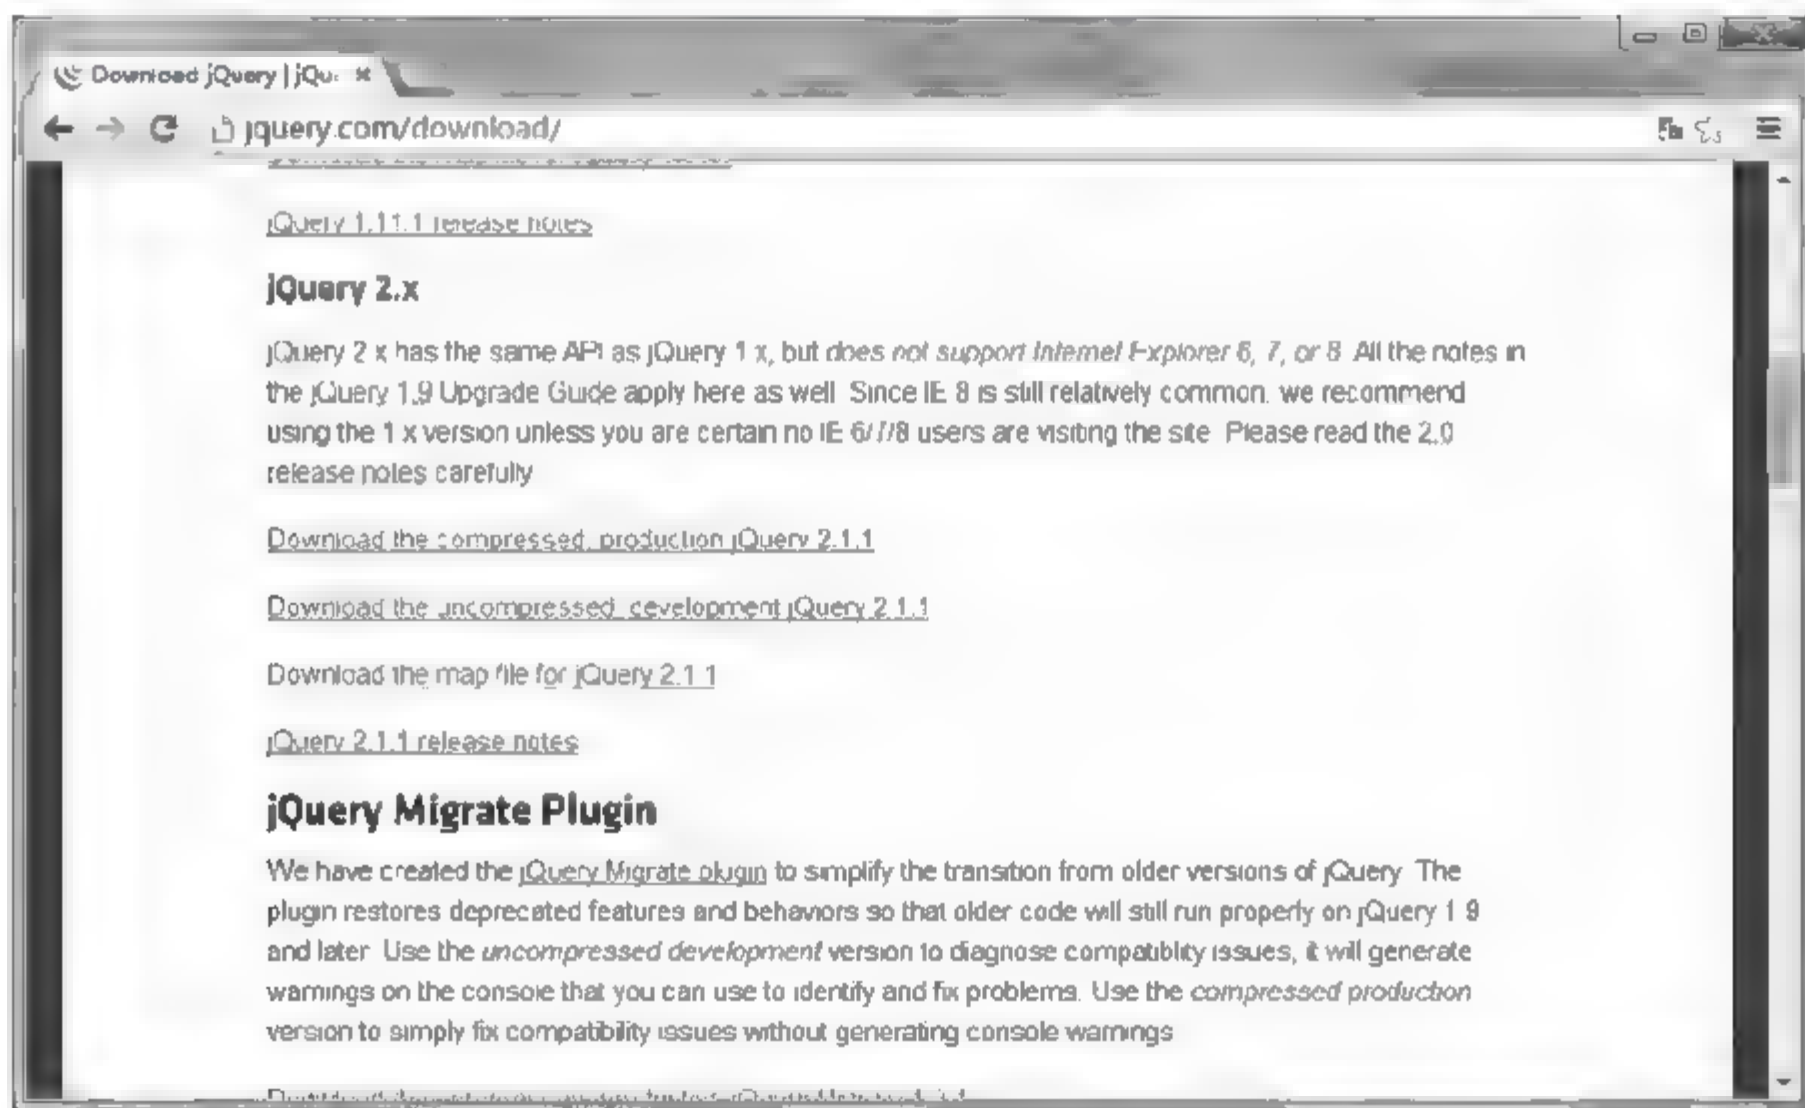 Download jQuery | jQu
jquery.com/download/
jQuery 1.11.1 release notes
jQuery 2.x
jQuery 2 x has the same API as jQuery 1 x, but does not support Internet Explorer 6, 7, or 8 All the notes in
the jQuery 1.9 Upgrade Guide apply here as well Since IE 8 is still relatively common, we recommend
using the 1 x version unless you are certain no IE 6/7/8 users are visiting the site Please read the 2.0
release notes carefully
Download the compressed, production jQuery 2.1.1
Download the uncompressed, development jQuery 2.1.1
Download the map file for jQuery 2.1 1
jQuery 2.1.1 release notes
jQuery Migrate Plugin
We have created the jQuery Migrate plugin to simplify the transition from older versions of jQuery The
plugin restores deprecated features and behaviors so that older code will still run properly on jQuery 1 9
and later Use the uncompressed development version to diagnose compatiblity issues, it will generate
warnings on the console that you can use to identify and fix problems. Use the compressed production
version to simply fix compatibility issues without generating console warnings